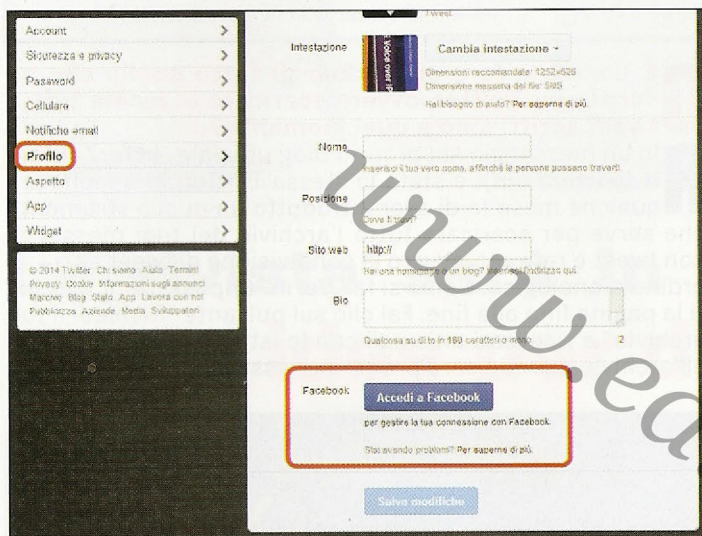 Account
Sicurezza e privacy
Password
Cellulare
Notifiche email
Profilo
Aspetto
App
Widget
© 2014 Twitter Chi siamo Aiuto Termini
Privacy Cookie Informazioni sugli annunci
Marchio Blog Stato App Lavora con noi
Pubblicizza Aziende Media Sviluppatori
Tweet.
Intestazione
Voice over IP
Cambia intestazione
Dimensioni raccomandate: 1252×626
Dimensione massima del file: 5MB
Hai bisogno di aiuto? Per saperne di più.
Nome
Inserisci il tuo vero nome, affinché le persone possano trovarti.
Posizione
Dove ti trovi?
Sito web http://
Hai una homepage o un blog? Inserisci l'indirizzo qui.
Bio
Qualcosa su di te in 160 caratteri o meno.
Facebook Accedi a Facebook
per gestire la tua connessione con Facebook.
Stai avendo problemi? Per saperne di più.
Salva modifiche
www.ed